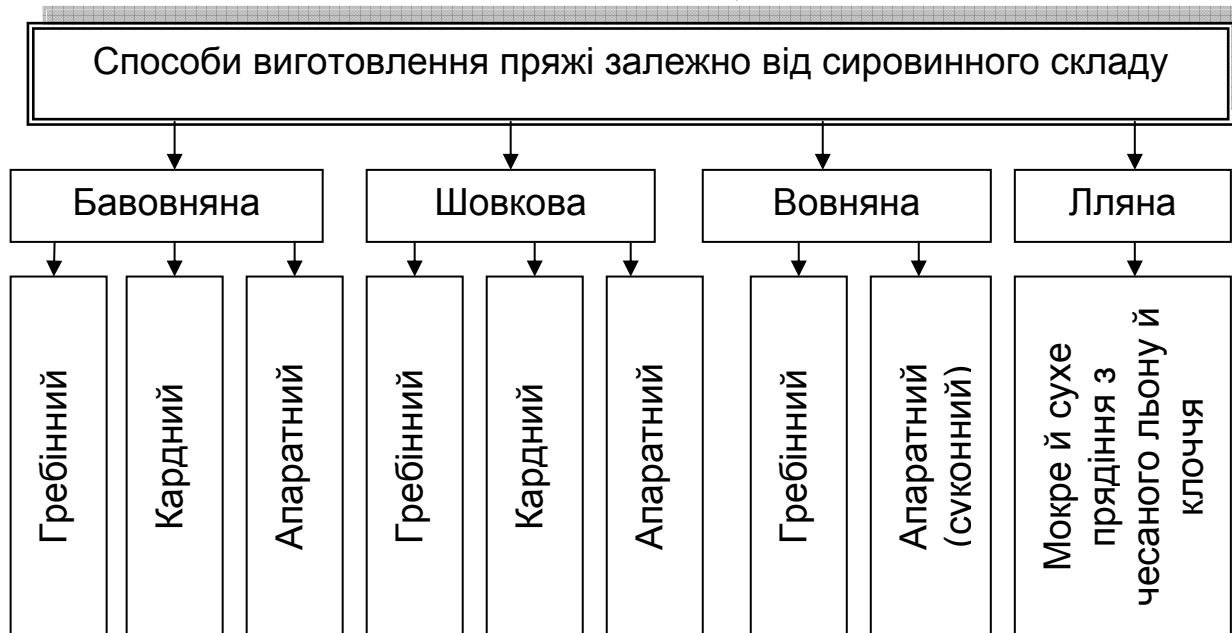 Способи виготовлення пряжі залежно від сировинного складу
Бавовняна
Шовкова
Вовняна
Лляна
Гребінний
Кардний
Апаратний
Гребінний
Кардний
Апаратний
Гребінний
Апаратний
(суконний)
Мокре й сухе
прядіння з
чесаного льону й
клоччя